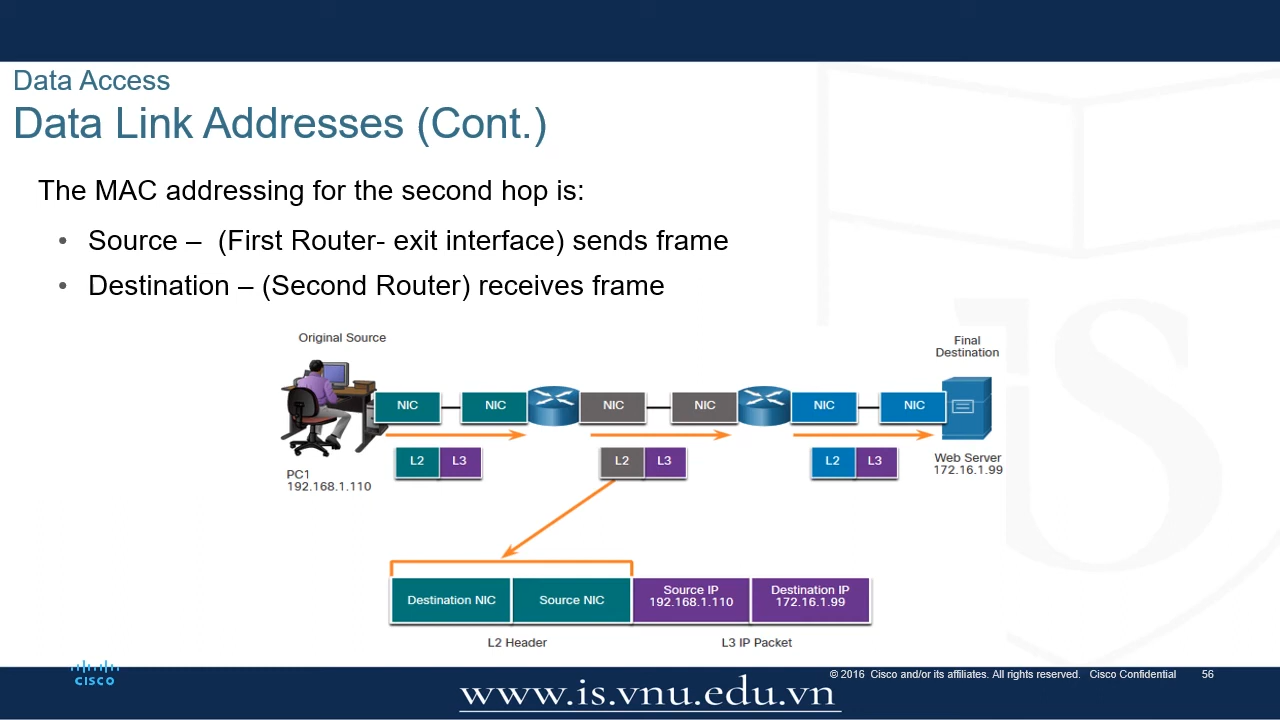 Data Access
Data Link Addresses (Cont.)
The MAC addressing for the second hop is:
• Source – (First Router- exit interface) sends frame
• Destination – (Second Router) receives frame
Original Source
Final
Destination
NIC NIC NIC NIC NIC NIC
L2 L3 L2 L3 L2 L3
PC1
192.168.1.110
Web Server
172.16.1.99
Destination NIC
Source NIC
Source IP
192.168.1.110
Destination IP
172.16.1.99
L2 Header
L3 IP Packet
CISCO
© 2016 Cisco and/or its affiliates. All rights reserved. Cisco Confidential 56
www.is.vnu.edu.vn